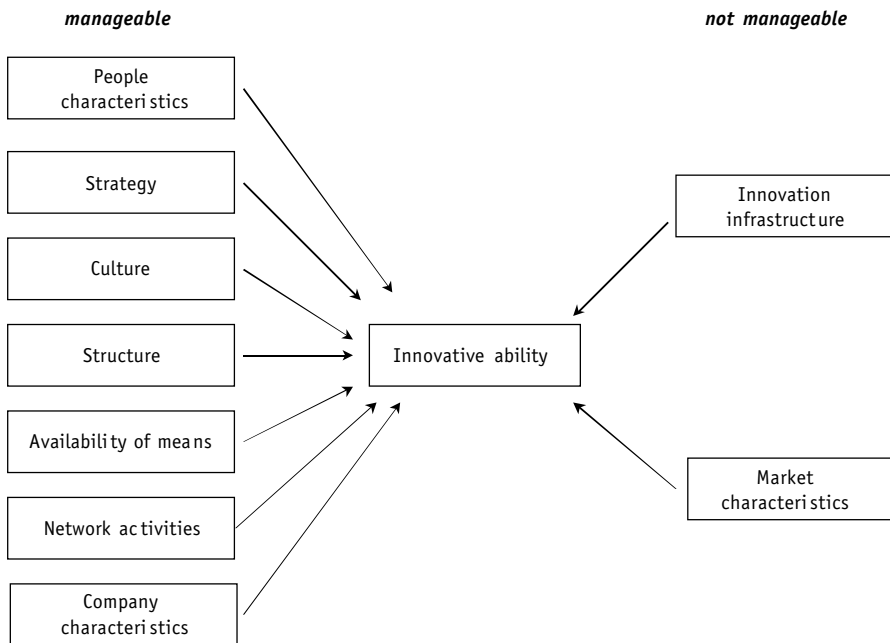 manageable
not manageable
People
characteristics
Strategy
Culture
Structure
Availability of means
Network activities
Company
characteristics
Innovative ability
Innovation
infrastructure
Market
characteristics